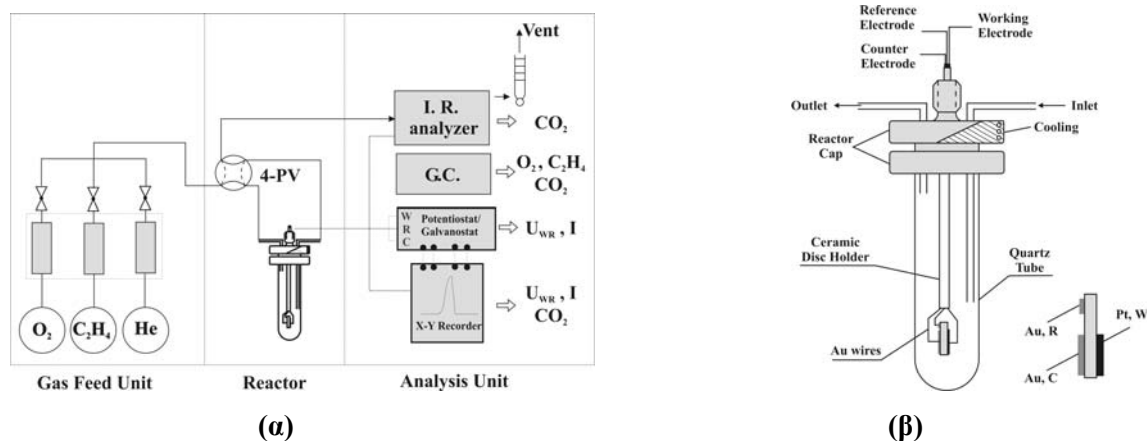 Vent
I. R.
analyzer
CO₂
G.C.
O₂, C₂H₄
CO₂
4-PV
W
R
C
Potentiostat/
Galvanostat
U_WR , I
X-Y Recorder
U_WR , I
CO₂
O₂
C₂H₄
He
Gas Feed Unit
Reactor
Analysis Unit
(α)
Reference
Electrode
Working
Electrode
Counter
Electrode
Outlet
Inlet
Reactor
Cap
Cooling
Ceramic
Disc Holder
Quartz
Tube
Au wires
Au, R
Pt, W
Au, C
(β)